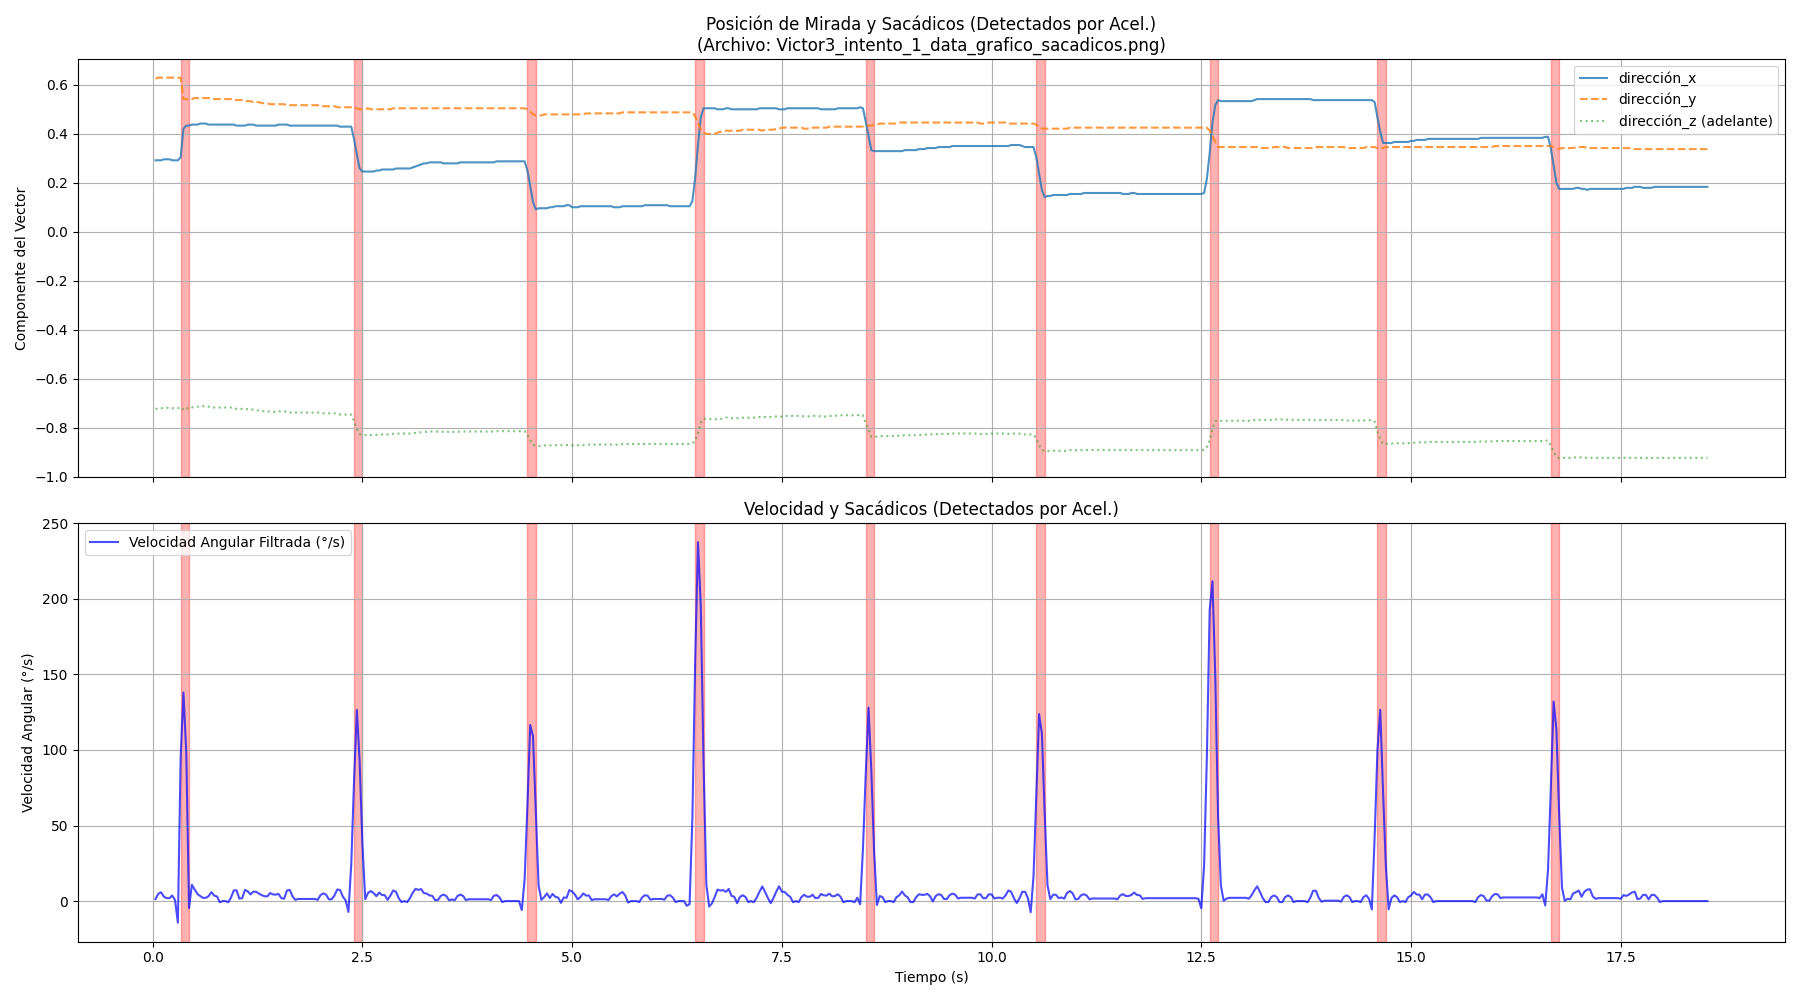 Posición de Mirada y Sacádicos (Detectados por Acel.)
(Archivo: Victor3_intento_1_data_grafico_sacadicos.png)
dirección_x
dirección_y
dirección_z (adelante)
Componente del Vector
0.6
0.4
0.2
0.0
−0.2
−0.4
−0.6
−0.8
−1.0
Velocidad y Sacádicos (Detectados por Acel.)
Velocidad Angular Filtrada (°/s)
Velocidad Angular (°/s)
250
200
150
100
50
0
0.0 2.5 5.0 7.5 10.0 12.5 15.0 17.5
Tiempo (s)